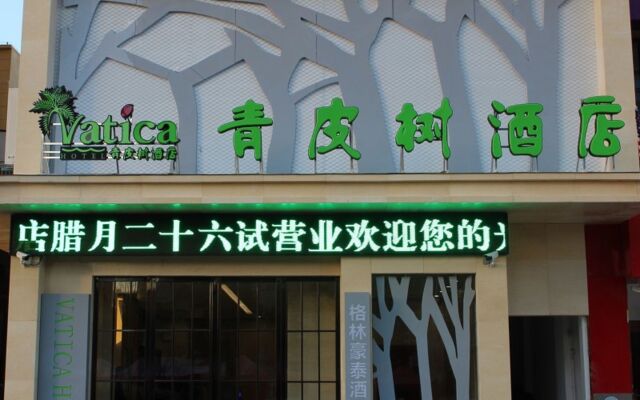 Vatica
HOTEL 青皮树酒店
青皮树酒店
店腊月二十六试营业欢迎您的
VATICA H
格林豪泰酒